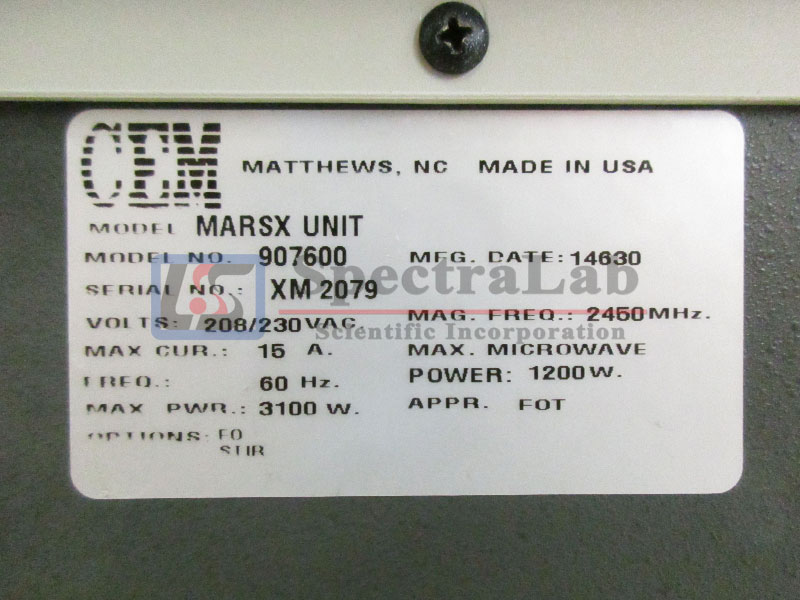 CEM MATTHEWS, NC MADE IN USA
MODEL MARSX UNIT
MODEL NO. 907600 MFG. DATE:14630
SERIAL NO.: XM 2079
SpectraLab
VOLTS: 208/230 VAC. MAG. FREQ.: 2450 MHz.
Scientific Incorporation
MAX CUR.: 15 A. MAX. MICROWAVE
FREQ.: 60 Hz. POWER: 1200 W.
MAX PWR.: 3100 W. APPR. FOT
OPTIONS: FO
STIR